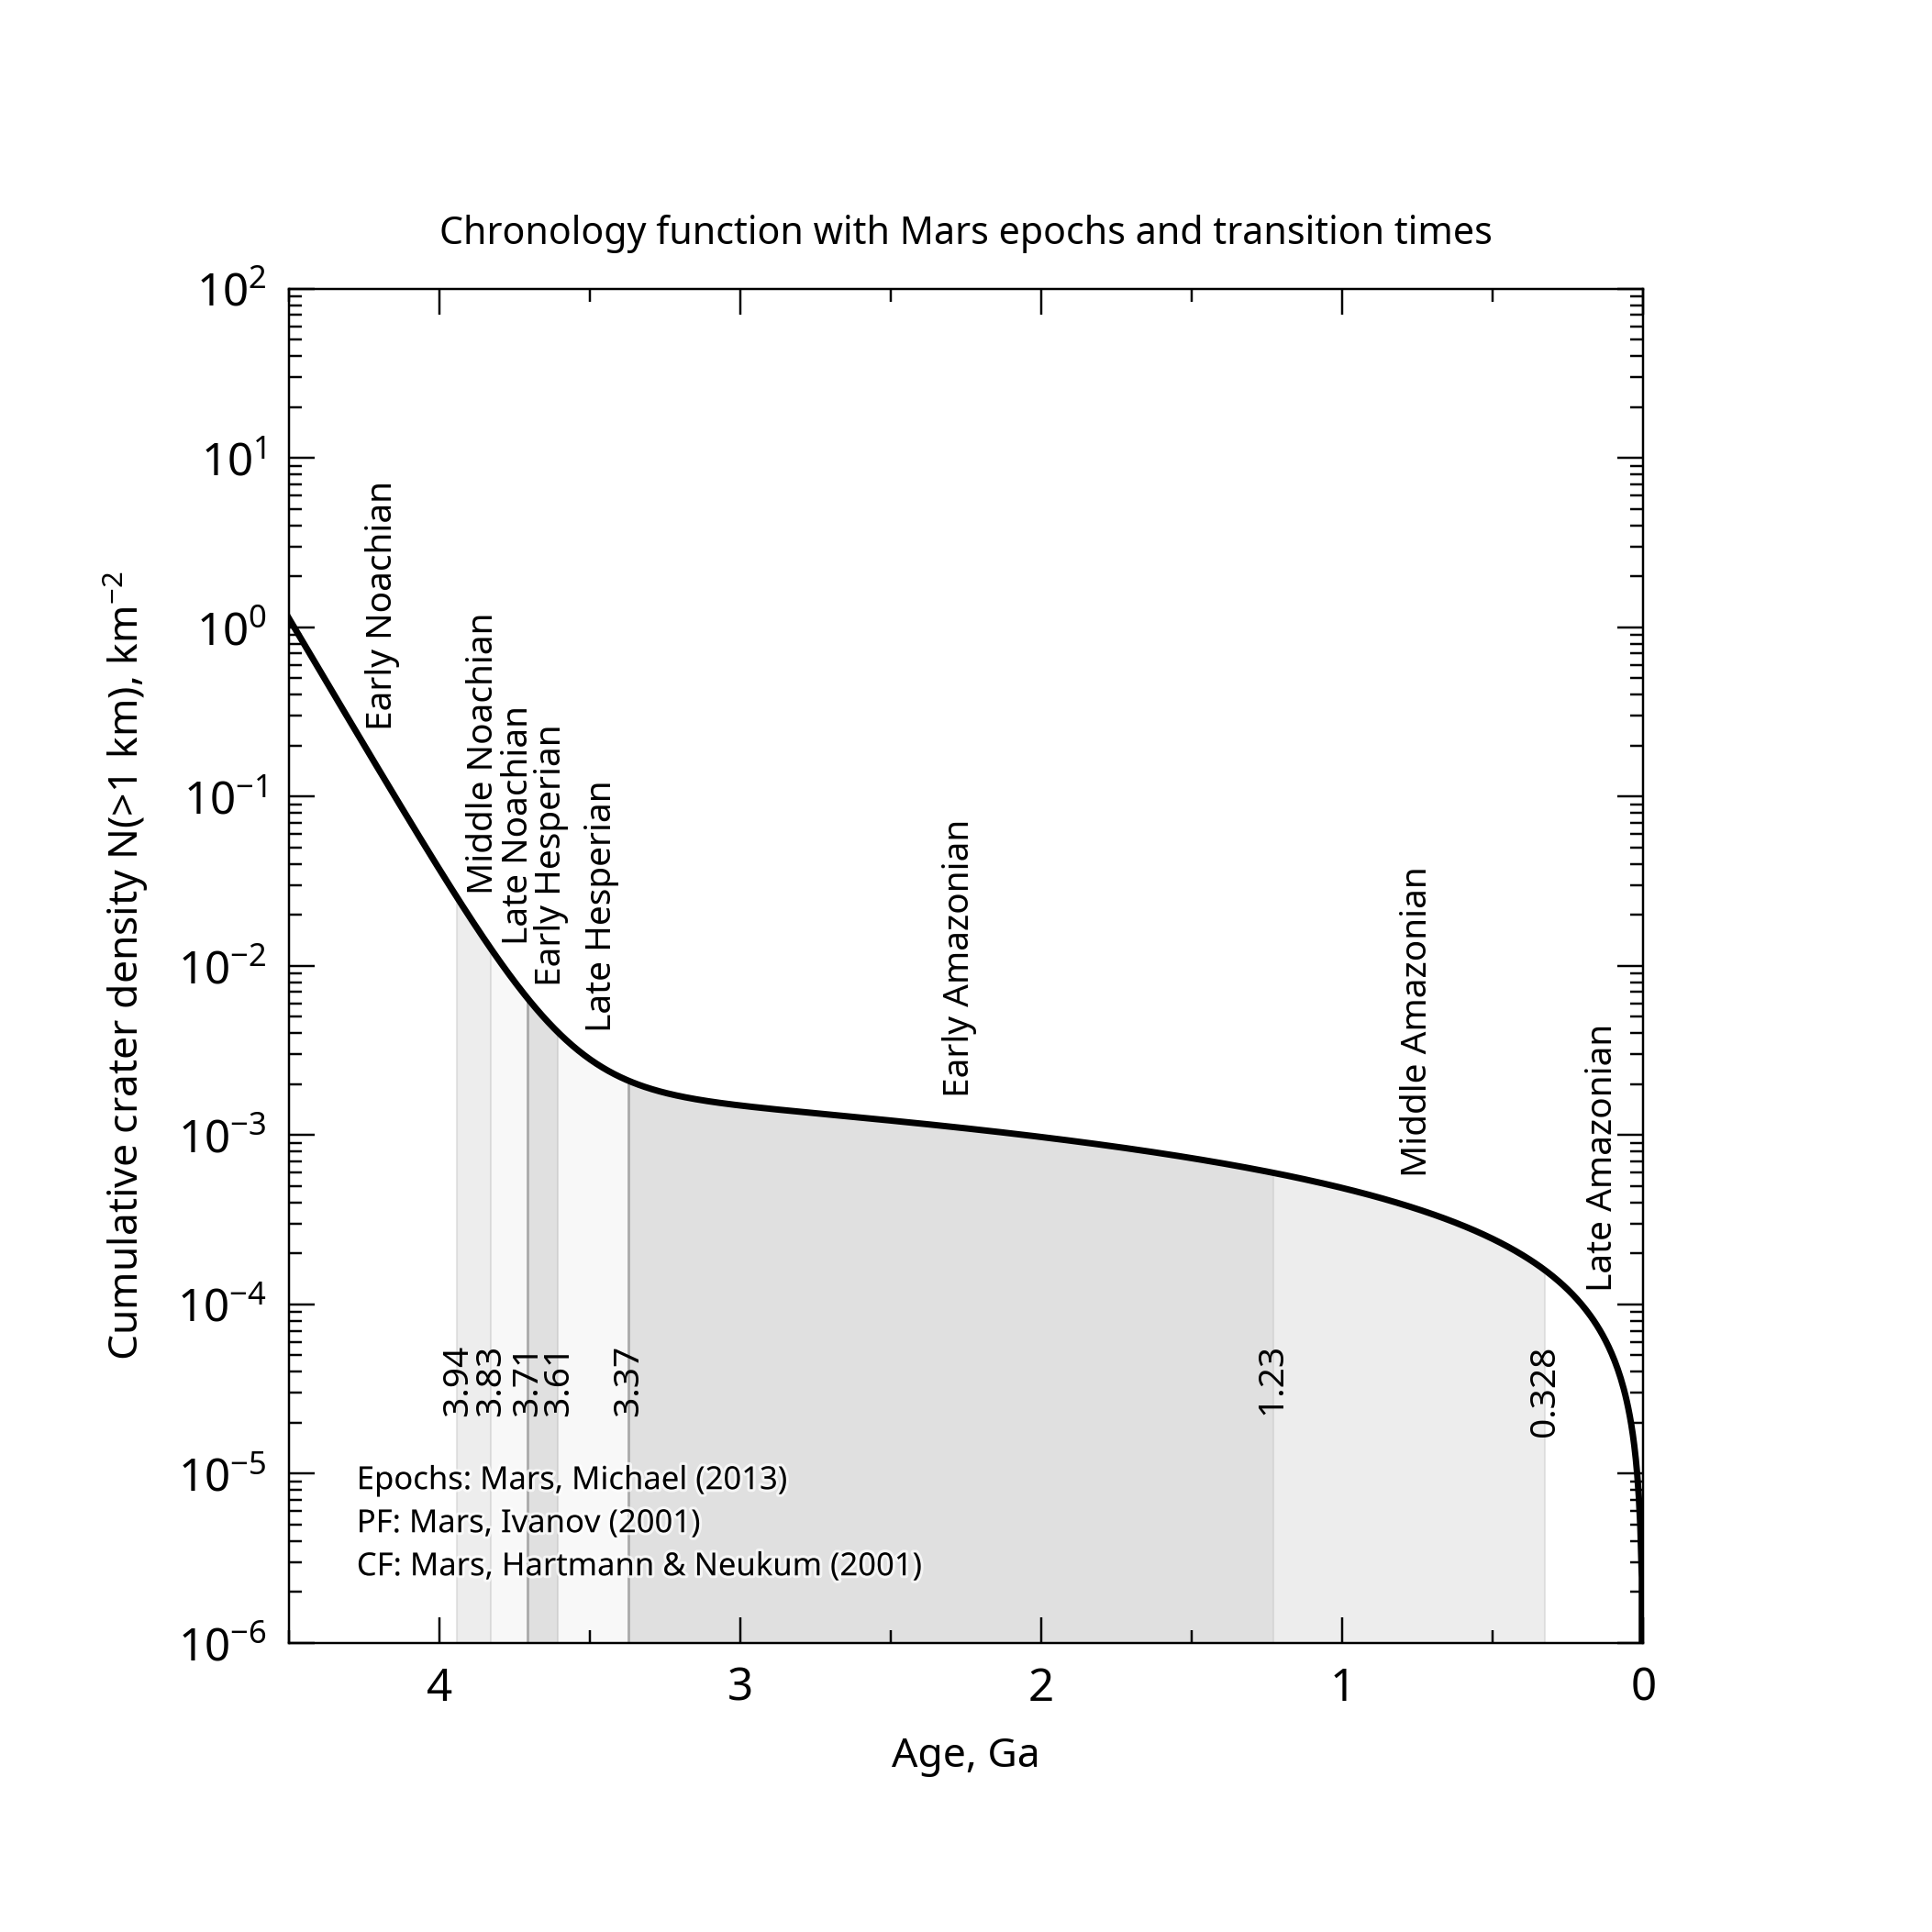 Chronology function with Mars epochs and transition times
10²
10¹
10⁰
10⁻¹
10⁻²
10⁻³
10⁻⁴
10⁻⁵
10⁻⁶
Cumulative crater density N(>1 km), km⁻²
Early Noachian
Middle Noachian
Late Noachian
Early Hesperian
Late Hesperian
Early Amazonian
Middle Amazonian
Late Amazonian
3.94
3.83
3.71
3.61
3.37
1.23
0.328
Epochs: Mars, Michael (2013)
PF: Mars, Ivanov (2001)
CF: Mars, Hartmann & Neukum (2001)
4 3 2 1 0
Age, Ga